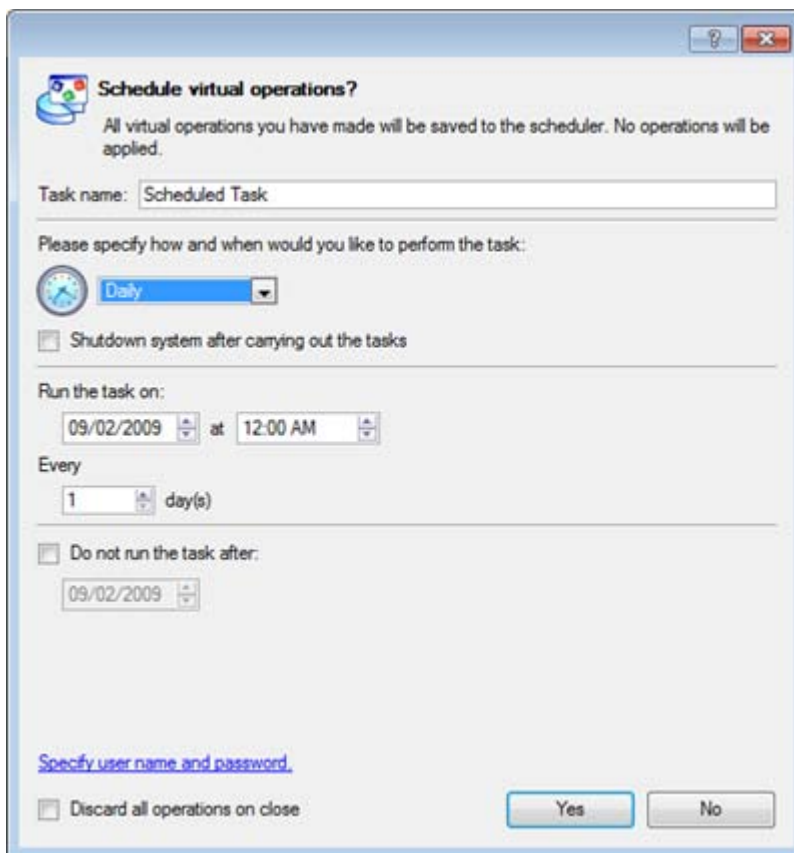 Schedule virtual operations?
All virtual operations you have made will be saved to the scheduler. No operations will be
applied.
Task name: Scheduled Task
Please specify how and when would you like to perform the task:
Daily
Shutdown system after carrying out the tasks
Run the task on:
09/02/2009 at 12:00 AM
Every
1 day(s)
Do not run the task after:
09/02/2009
Specify user name and password.
Discard all operations on close Yes No